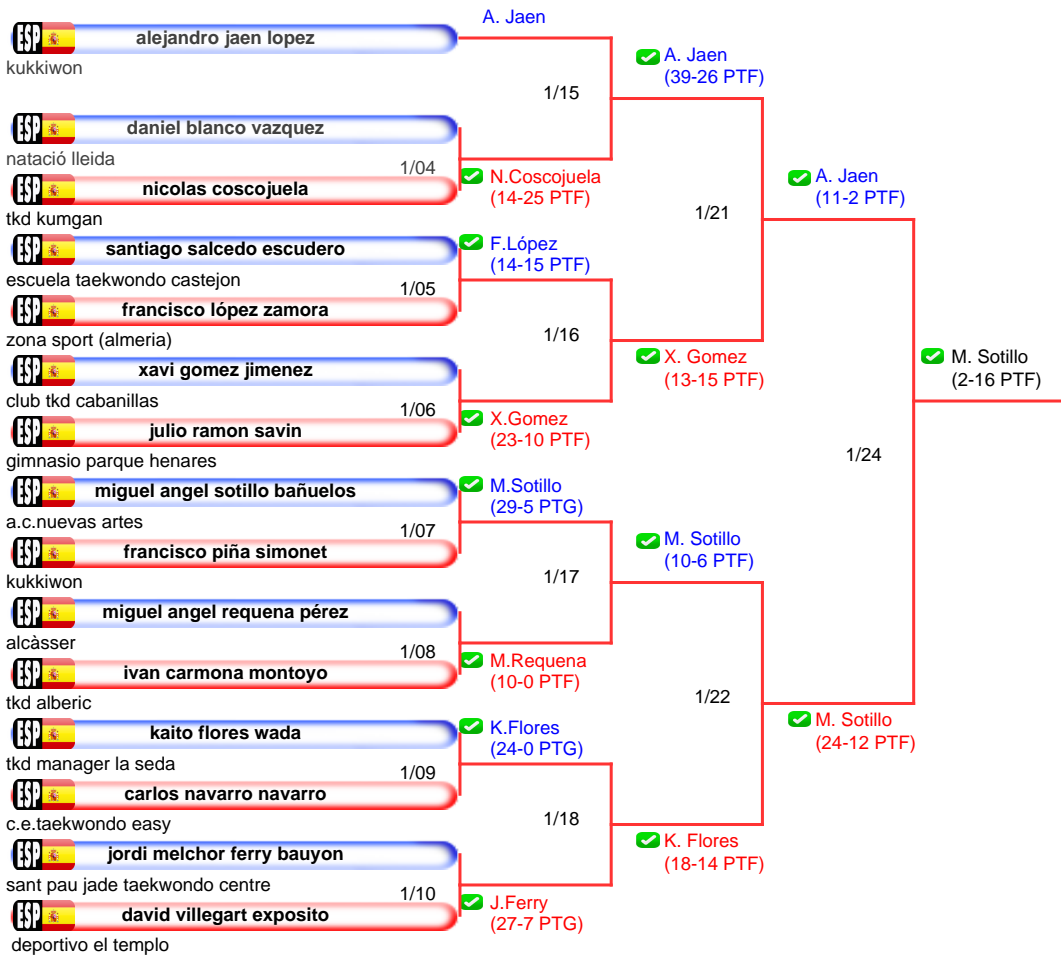 A. Jaen
ESP alejandro jaen lopez
kukkiwon
A. Jaen
(39-26 PTF)
1/15
ESP daniel blanco vazquez
natació lleida
1/04
ESP nicolas coscojuela
tkd kumgan
N.Coscojuela
(14-25 PTF)
A. Jaen
(11-2 PTF)
1/21
ESP santiago salcedo escudero
escuela taekwondo castejon
F.López
(14-15 PTF)
1/05
ESP francisco lópez zamora
zona sport (almeria)
1/16
X. Gomez
(13-15 PTF)
ESP xavi gomez jimenez
club tkd cabanillas
1/06
ESP julio ramon savin
gimnasio parque henares
X.Gomez
(23-10 PTF)
M. Sotillo
(2-16 PTF)
1/24
ESP miguel angel sotillo bañuelos
a.c.nuevas artes
M.Sotillo
(29-5 PTG)
1/07
ESP francisco piña simonet
kukkiwon
M. Sotillo
(10-6 PTF)
1/17
ESP miguel angel requena pérez
alcàsser
1/08
ESP ivan carmona montoyo
tkd alberic
M.Requena
(10-0 PTF)
1/22
M. Sotillo
(24-12 PTF)
ESP kaito flores wada
tkd manager la seda
K.Flores
(24-0 PTG)
1/09
ESP carlos navarro navarro
c.e.taekwondo easy
1/18
K. Flores
(18-14 PTF)
ESP jordi melchor ferry bauyon
sant pau jade taekwondo centre
1/10
ESP david villegart exposito
deportivo el templo
J.Ferry
(27-7 PTG)